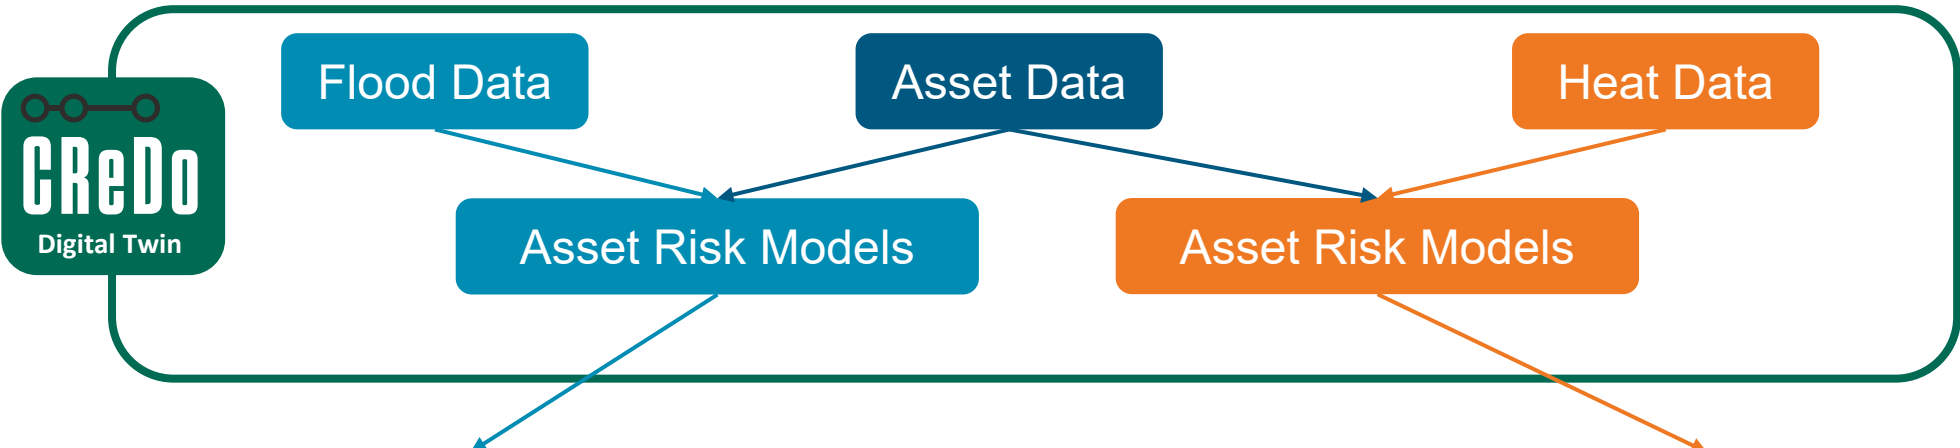 Flood Data
Asset Data
Heat Data
CReDo
Digital Twin
Asset Risk Models
Asset Risk Models